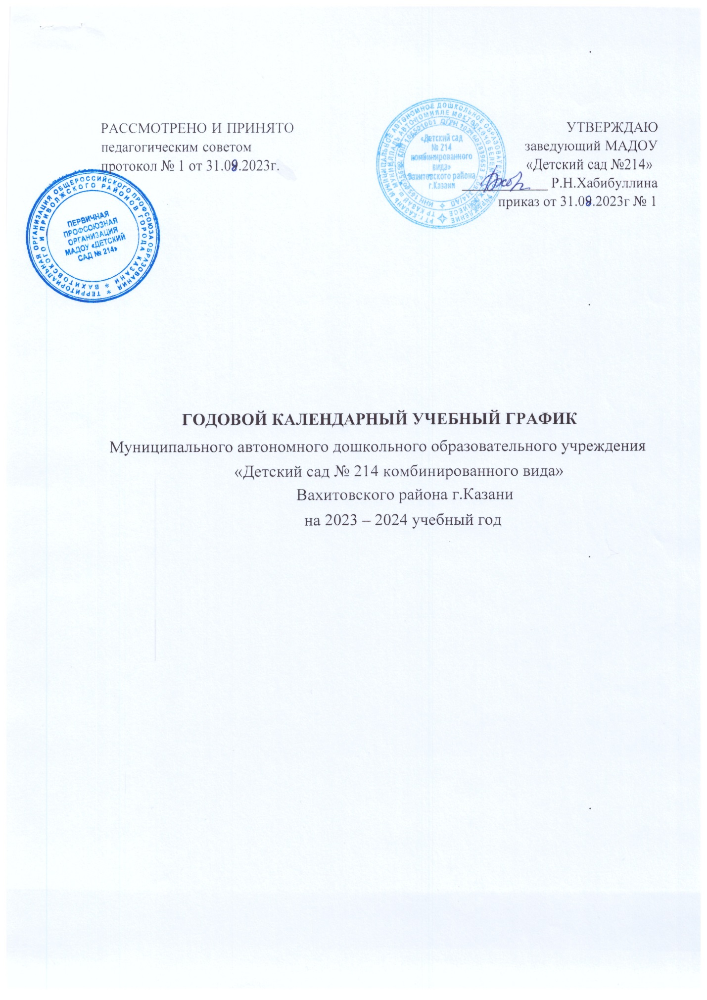 РАССМОТРЕНО И ПРИНЯТО
педагогическим советом
протокол № 1 от 31.08.2023г.
УТВЕРЖДАЮ
заведующий МАДОУ
«Детский сад №214»
Р.Н.Хабибуллина
приказ от 31.08.2023г № 1
«Детский сад
№ 214
комбинированного
вида»
Вахитовского района
г.Казани
ТЕРРИТОРИАЛЬНАЯ ОРГАНИЗАЦИЯ ОБЩЕРОССИЙСКОГО ПРОФСОЮЗА ОБРАЗОВАНИЯ
ВАХИТОВСКОГО И ПРИВОЛЖСКОГО РАЙОНОВ ГОРОДА КАЗАНИ
ПЕРВИЧНАЯ
ПРОФСОЮЗНАЯ
ОРГАНИЗАЦИЯ
МАДОУ «ДЕТСКИЙ
САД № 214»
ГОДОВОЙ КАЛЕНДАРНЫЙ УЧЕБНЫЙ ГРАФИК
Муниципального автономного дошкольного образовательного учреждения
«Детский сад № 214 комбинированного вида»
Вахитовского района г.Казани
на 2023 – 2024 учебный год